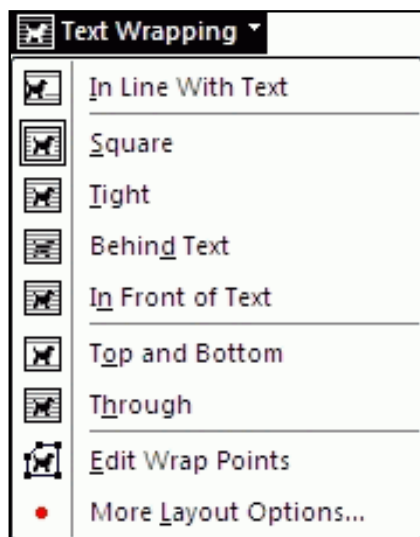 Text Wrapping
In Line With Text
Square
Tight
Behind Text
In Front of Text
Top and Bottom
Through
Edit Wrap Points
More Layout Options...